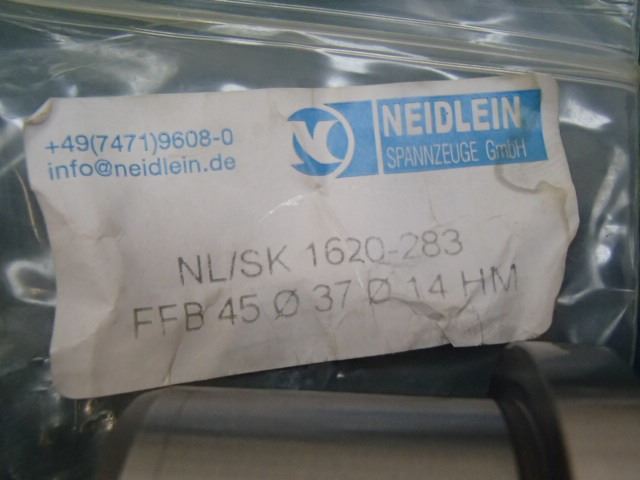 +49(7471)9608-0
info@neidlein.de
NEIDLEIN
SPANNZEUGE GmbH
NL/SK 1620-283
FFB 45 Ø 37 Ø 14 HM